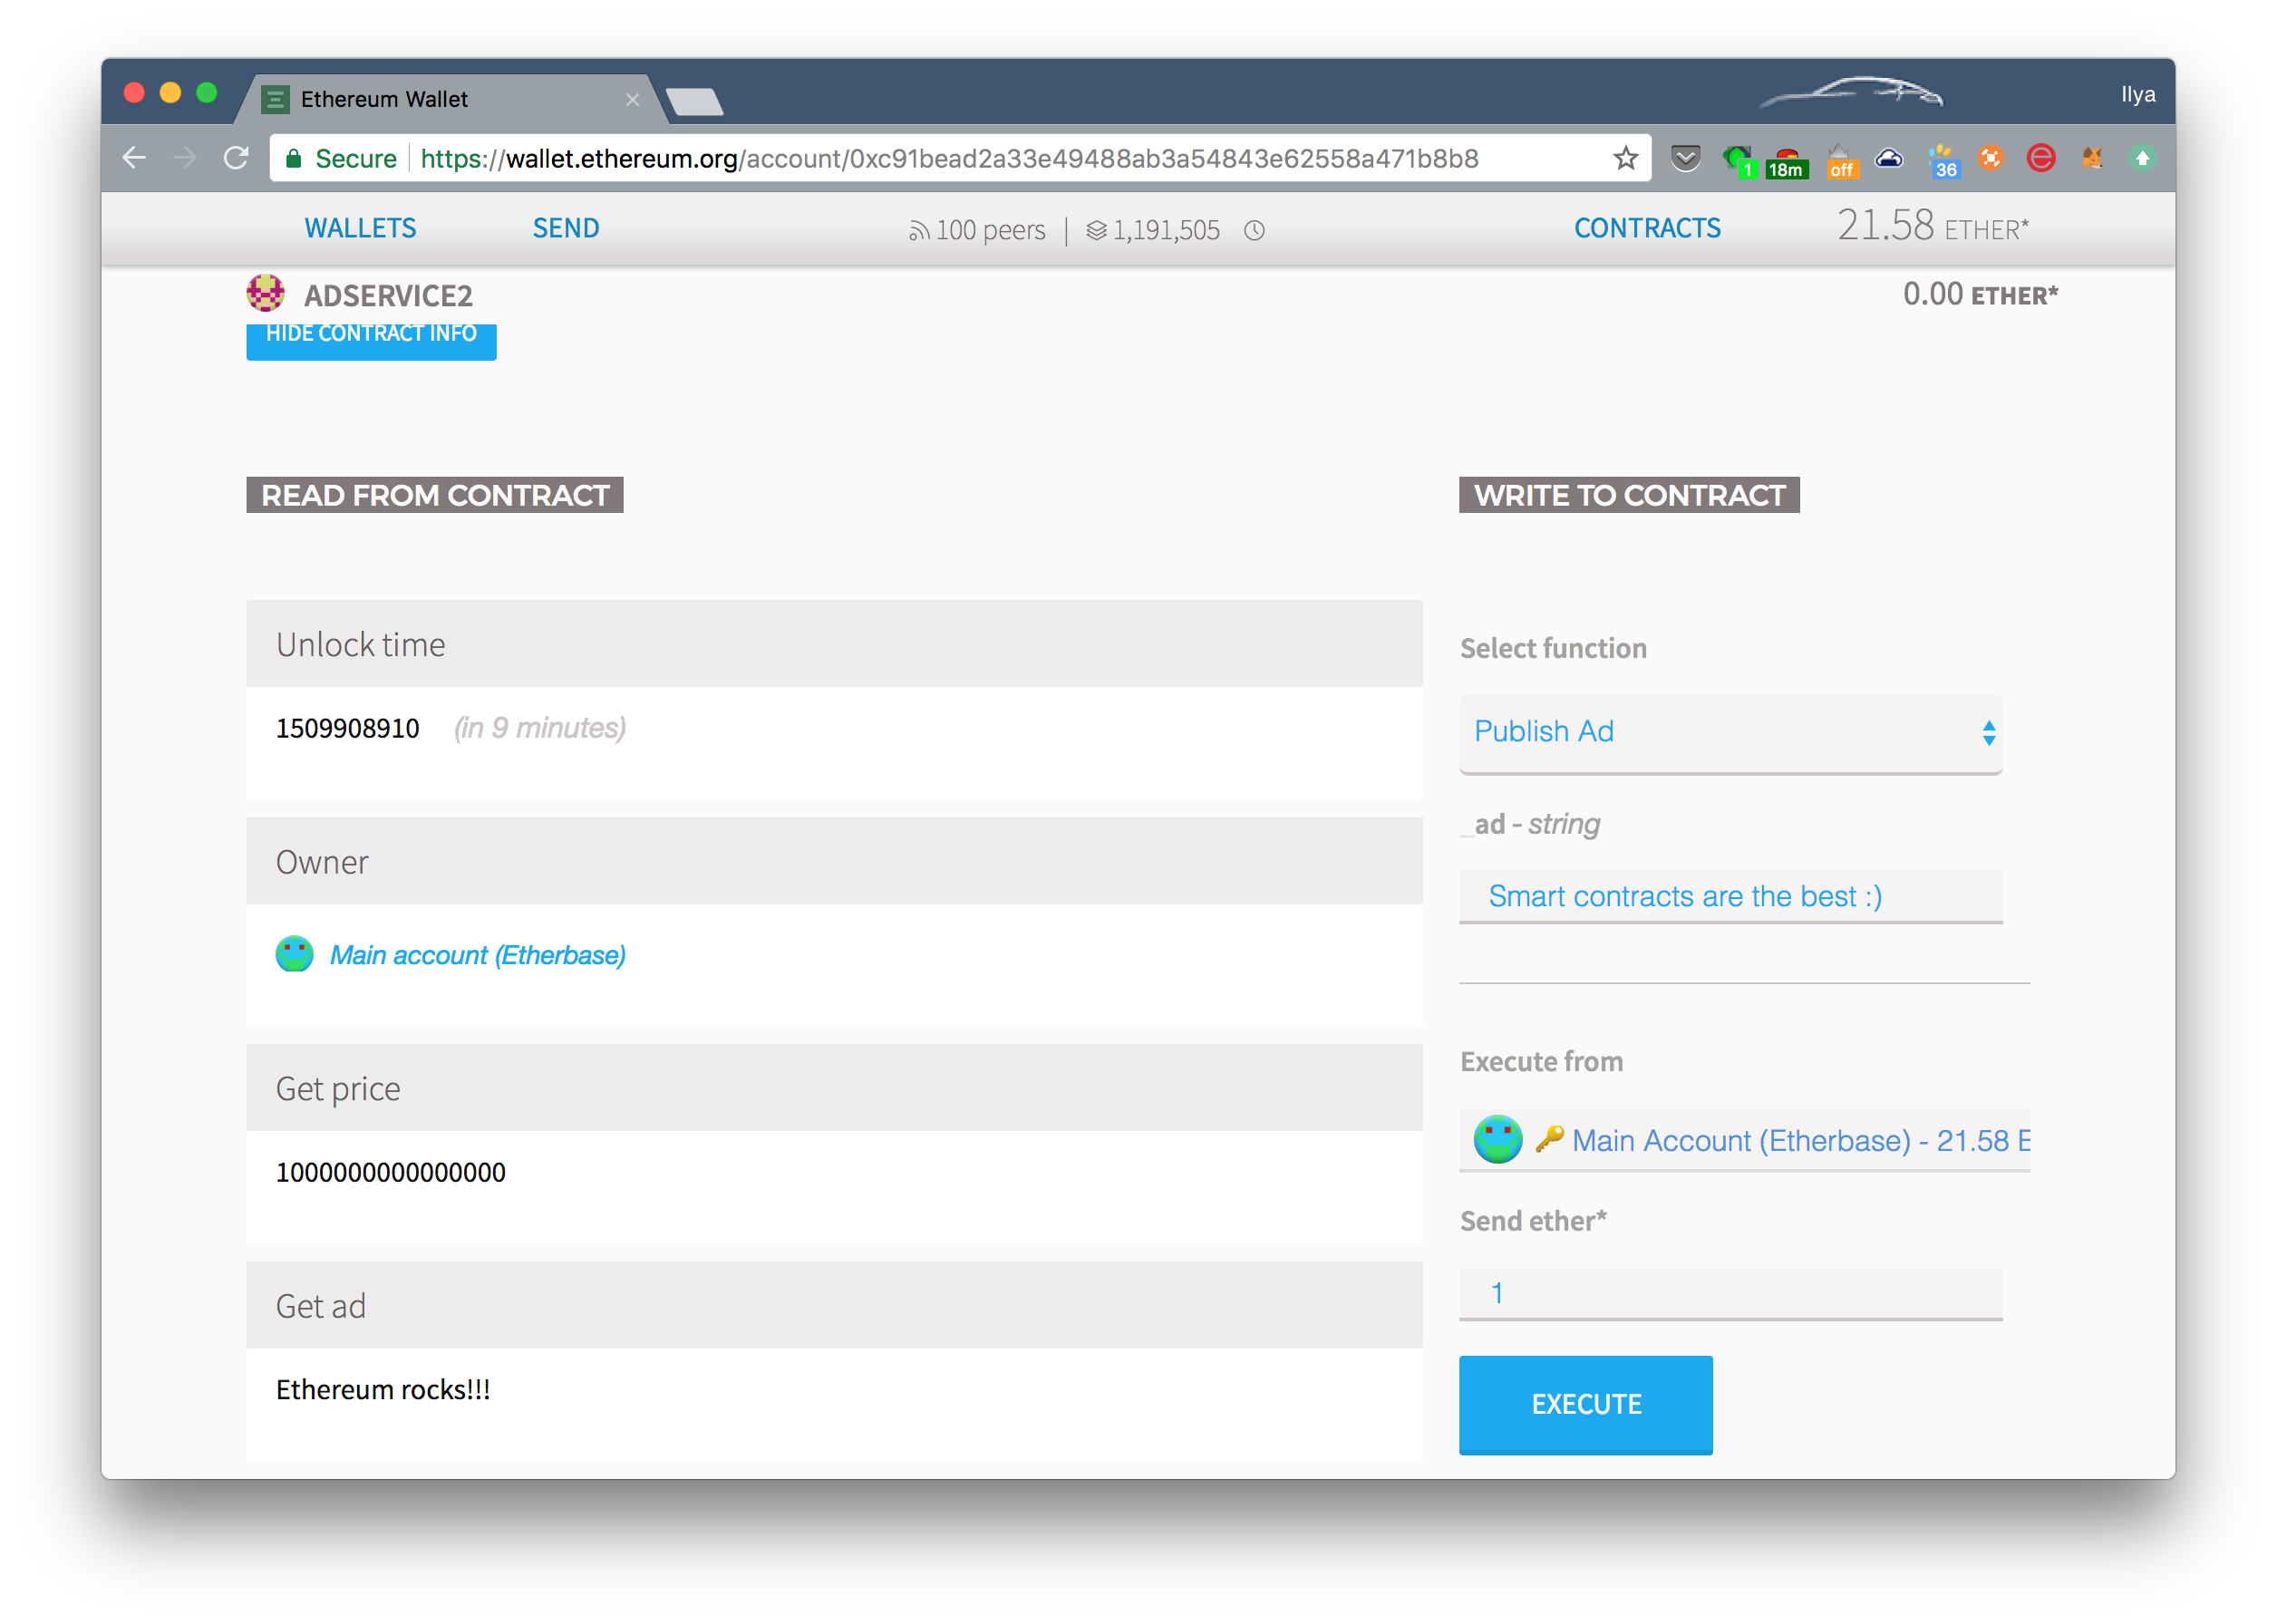 Ethereum Wallet
Ilya
Secure https://wallet.ethereum.org/account/0xc91bead2a33e49488ab3a54843e62558a471b8b8
1 18m off 36
WALLETS SEND 100 peers | 1,191,505 CONTRACTS 21.58 ETHER*
ADSERVICE2 0.00 ETHER*
HIDE CONTRACT INFO
READ FROM CONTRACT
Unlock time
1509908910 (in 9 minutes)
Owner
Main account (Etherbase)
Get price
1000000000000000
Get ad
Ethereum rocks!!!
WRITE TO CONTRACT
Select function
Publish Ad
_ad - string
Smart contracts are the best :)
Execute from
Main Account (Etherbase) - 21.58 E
Send ether*
1
EXECUTE